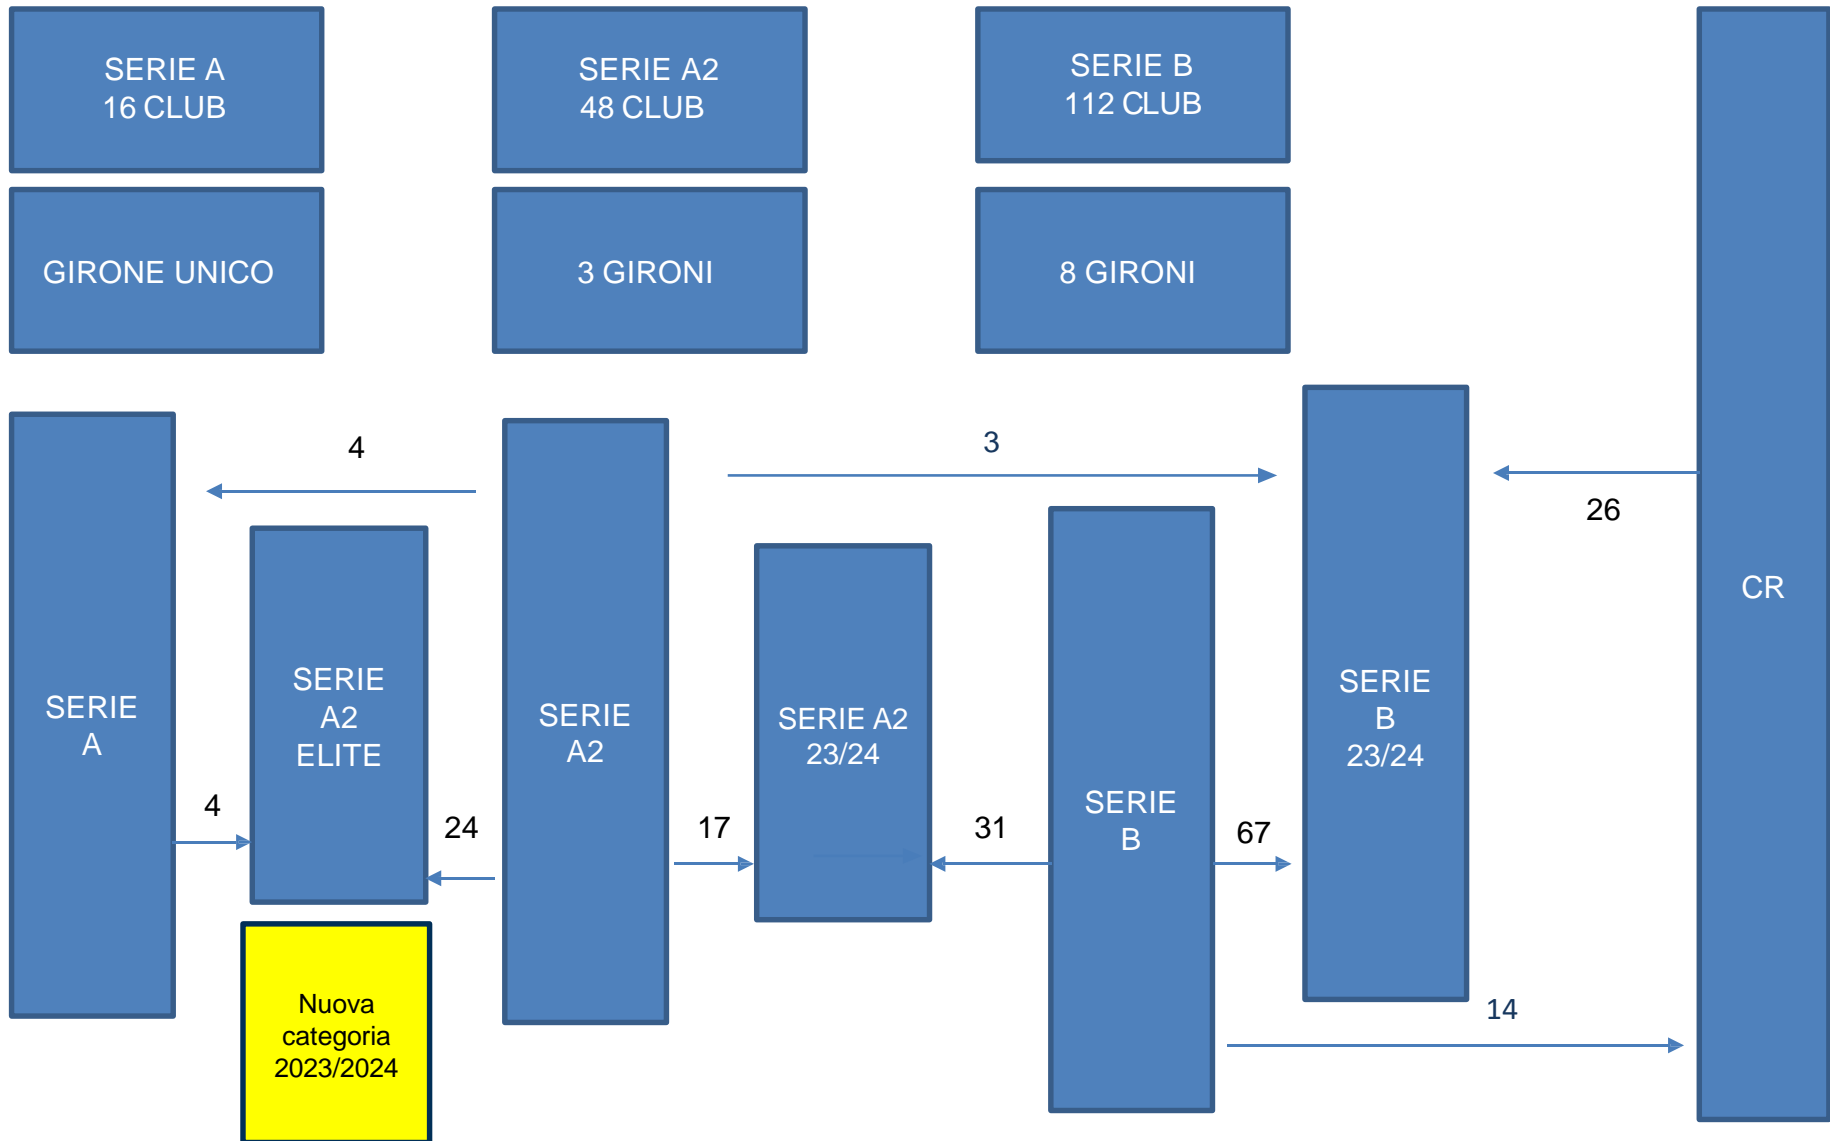 SERIE A
16 CLUB
SERIE A2
48 CLUB
SERIE B
112 CLUB
GIRONE UNICO
3 GIRONI
8 GIRONI
4
3
26
CR
SERIE
A
SERIE
A2
ELITE
SERIE
A2
SERIE A2
23/24
SERIE
B
SERIE
B
23/24
4
24
17
31
67
14
Nuova
categoria
2023/2024